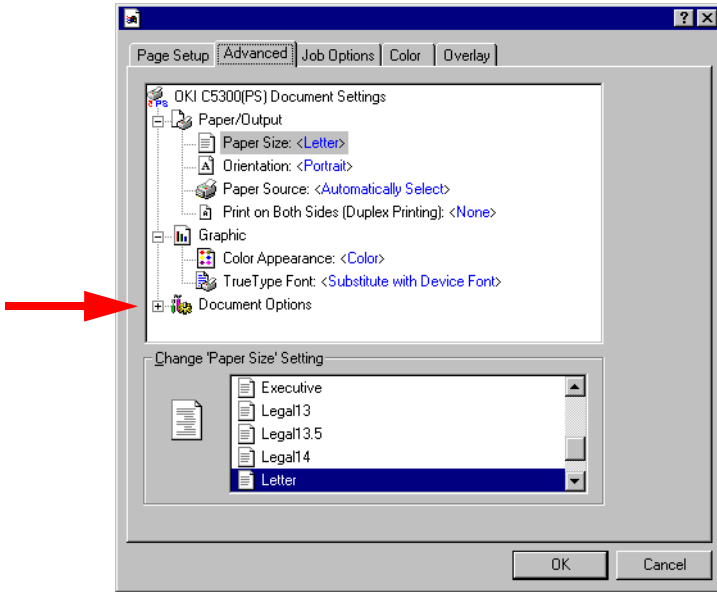 Page Setup Advanced Job Options Color Overlay
OKI C5300(PS) Document Settings
Paper/Output
Paper Size: <Letter>
Orientation: <Portrait>
Paper Source: <Automatically Select>
Print on Both Sides (Duplex Printing): <None>
Graphic
Color Appearance: <Color>
TrueType Font: <Substitute with Device Font>
Document Options
Change 'Paper Size' Setting
Executive
Legal13
Legal13.5
Legal14
Letter
OK Cancel